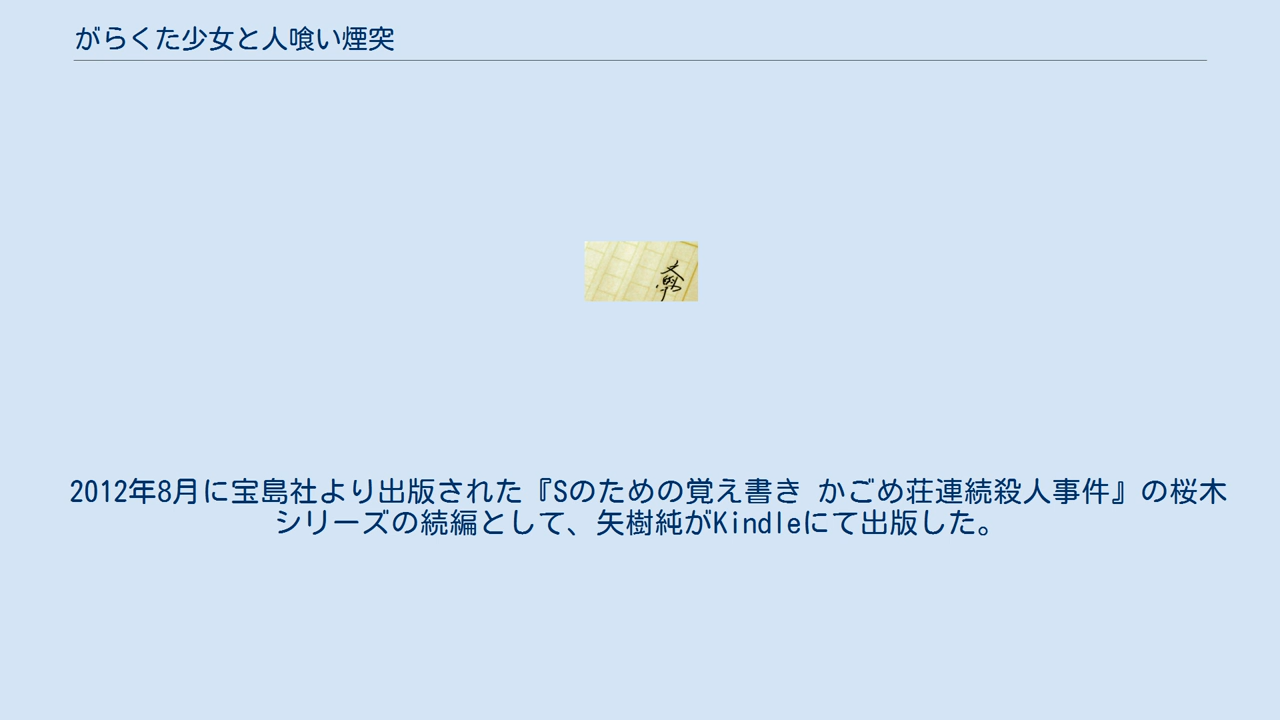 がらくた少女と人喰い煙突
2012年8月に宝島社より出版された『Sのための覚え書き かごめ荘連続殺人事件』の桜木
シリーズの続編として、矢樹純がKindleにて出版した。